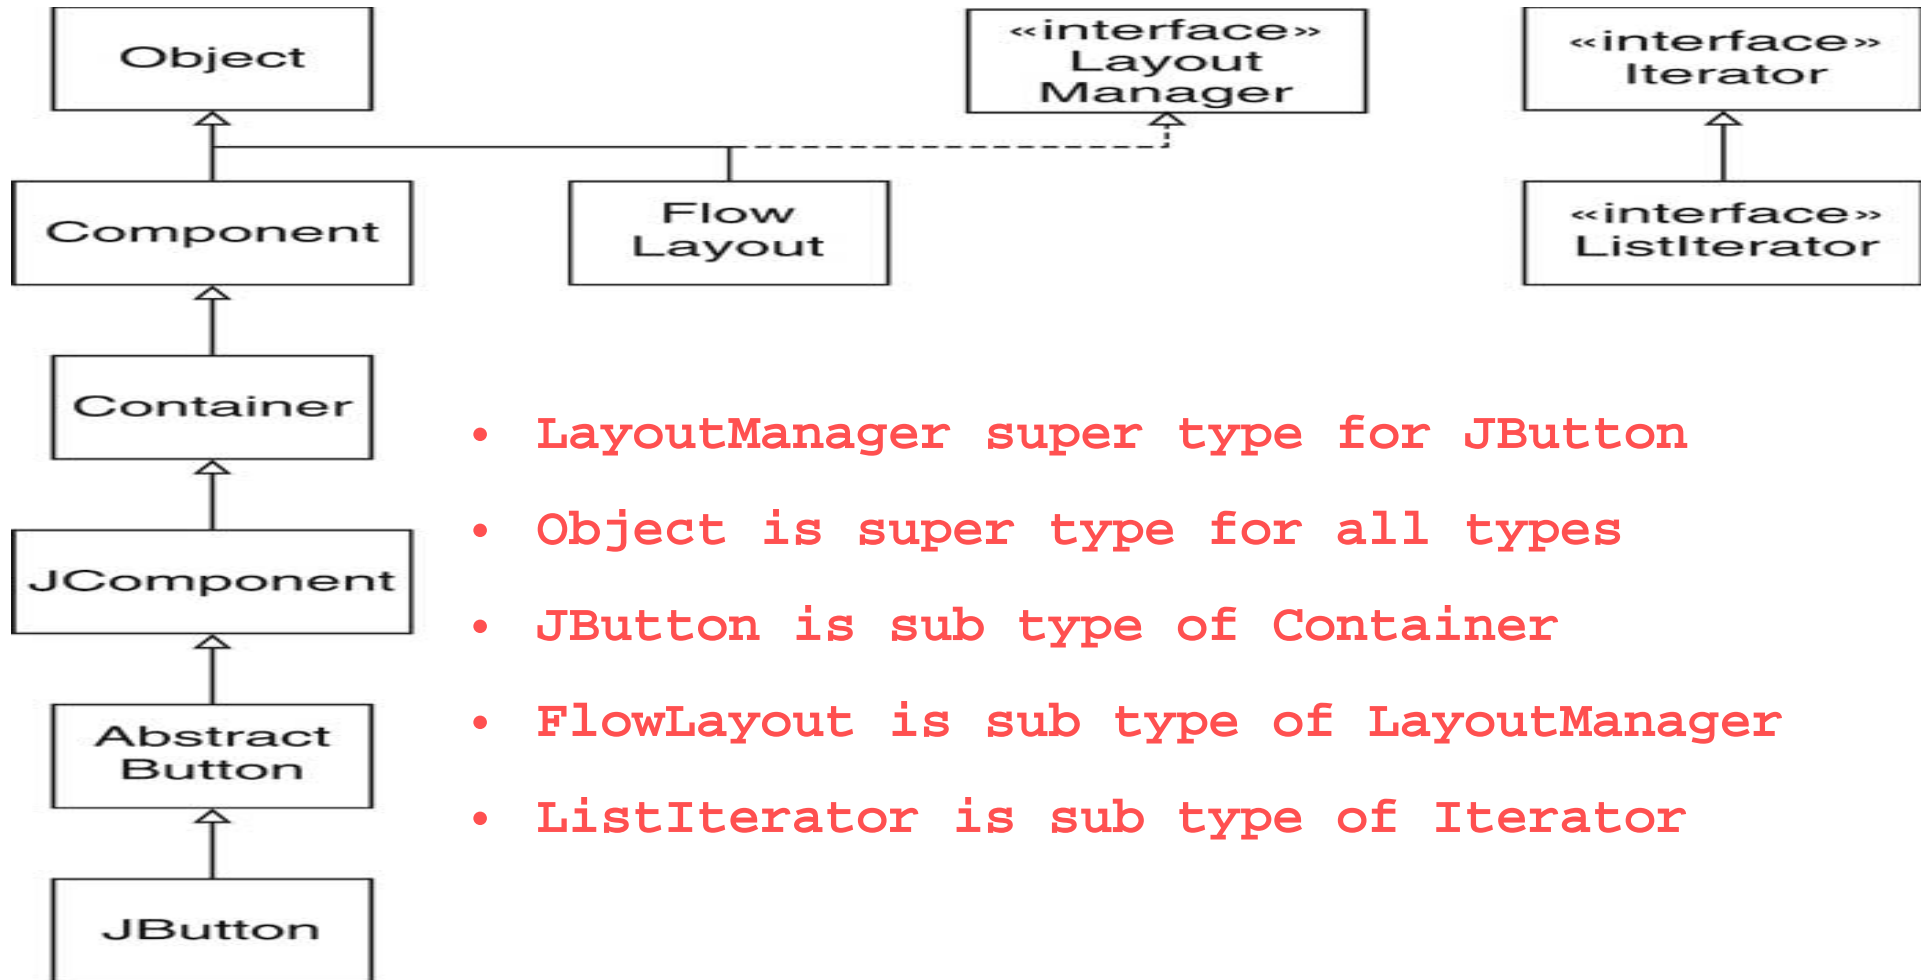 Object
«interface»
Layout
Manager
«interface»
Iterator
Component
Flow
Layout
«interface»
ListIterator
Container
JComponent
Abstract
Button
JButton
• LayoutManager super type for JButton
• Object is super type for all types
• JButton is sub type of Container
• FlowLayout is sub type of LayoutManager
• ListIterator is sub type of Iterator